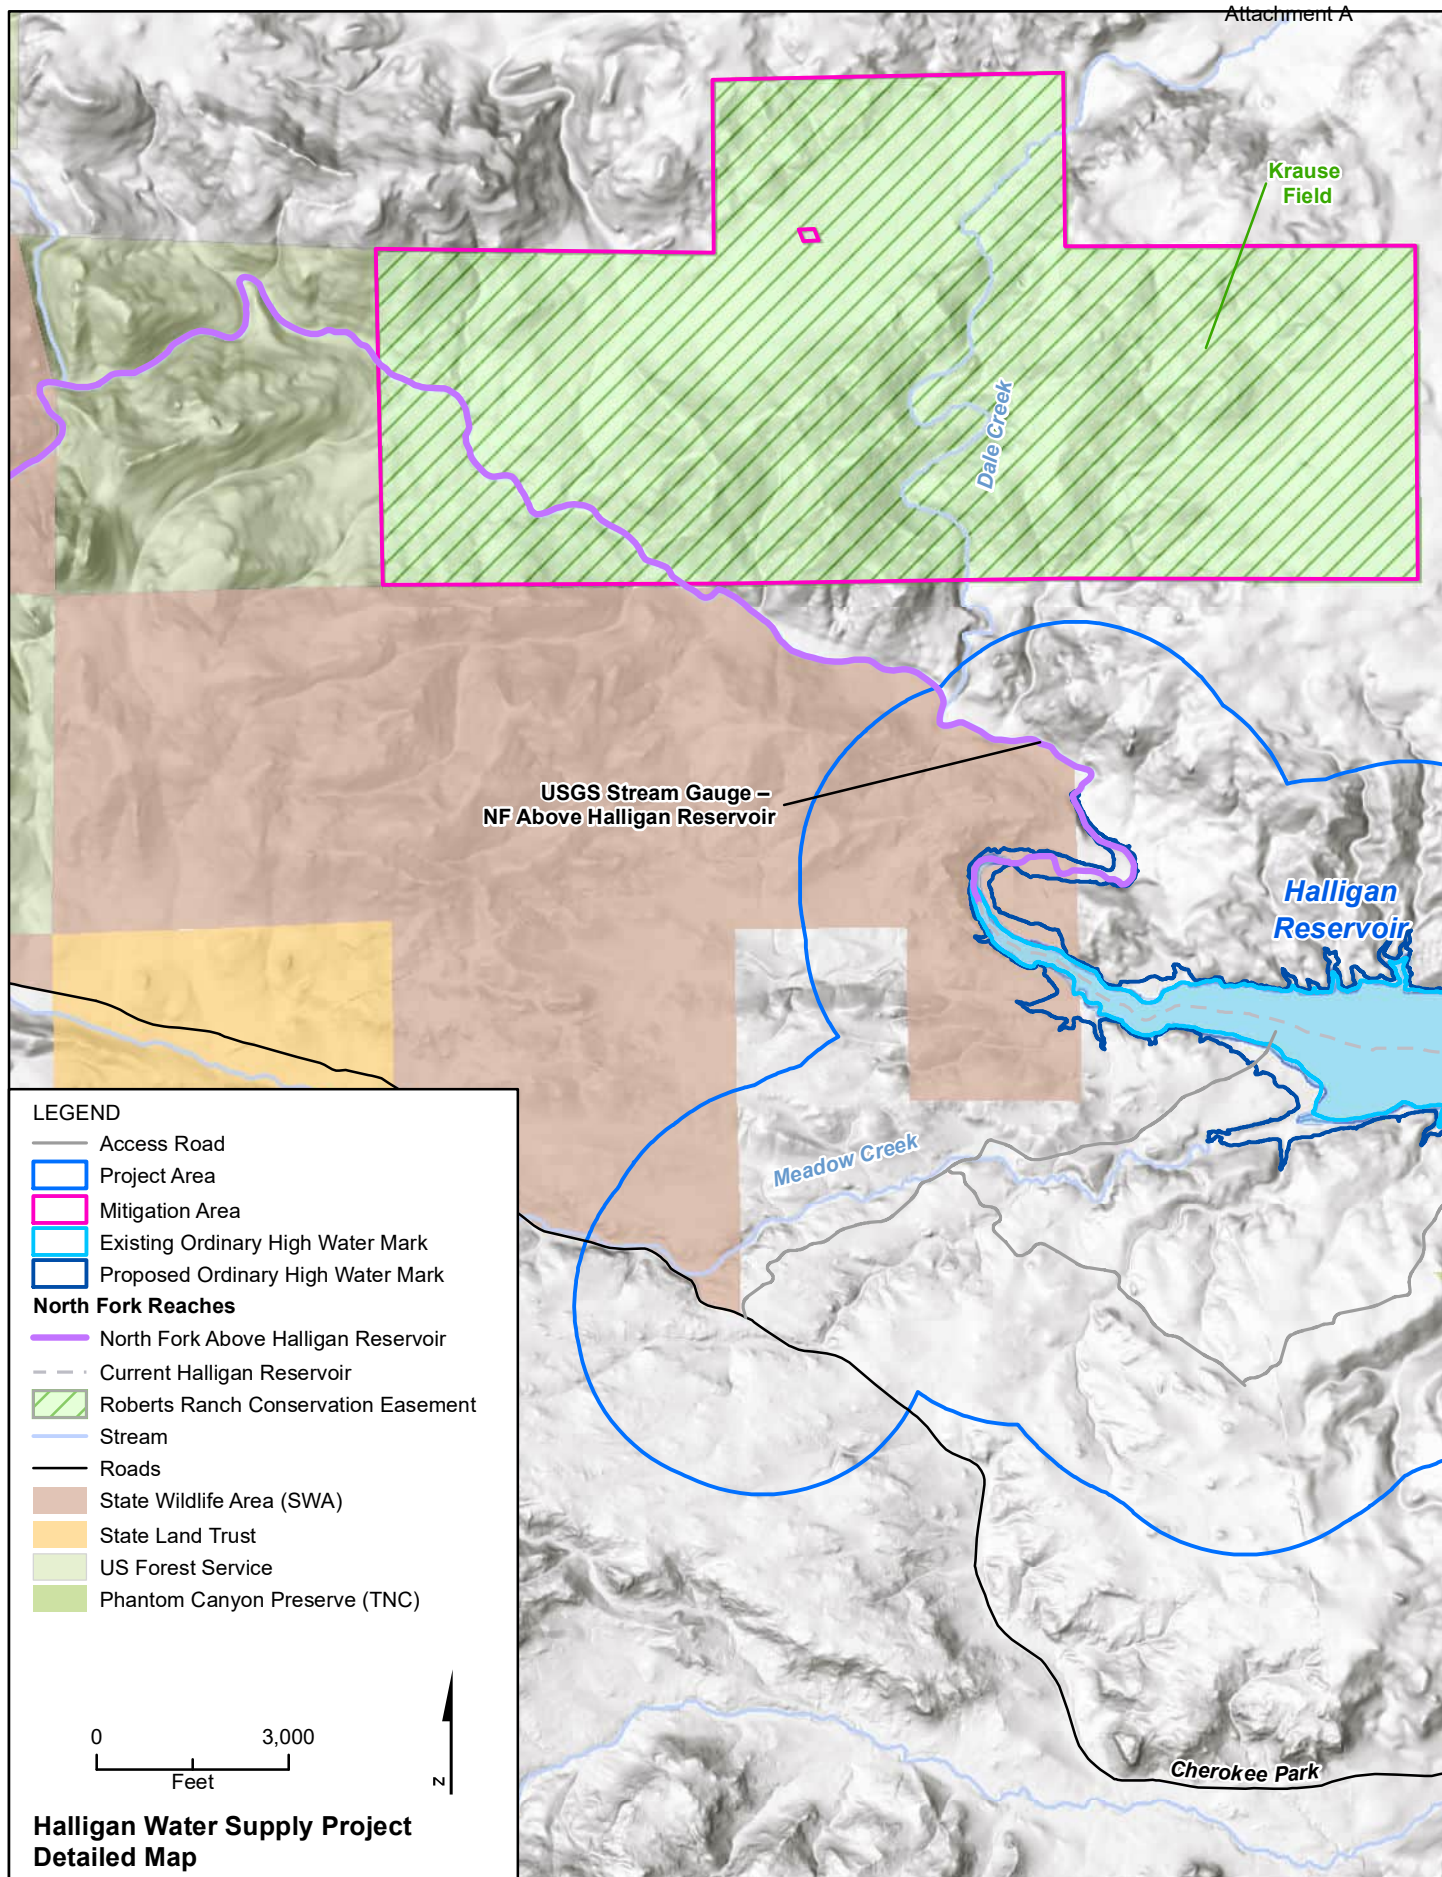 Attachment A
Krause
Field
Dale Creek
USGS Stream Gauge –
NF Above Halligan Reservoir
Halligan
Reservoir
Meadow Creek
LEGEND
Access Road
Project Area
Mitigation Area
Existing Ordinary High Water Mark
Proposed Ordinary High Water Mark
North Fork Reaches
North Fork Above Halligan Reservoir
Current Halligan Reservoir
Roberts Ranch Conservation Easement
Stream
Roads
State Wildlife Area (SWA)
State Land Trust
US Forest Service
Phantom Canyon Preserve (TNC)
0 3,000
Feet
Z
Cherokee Park
Halligan Water Supply Project
Detailed Map